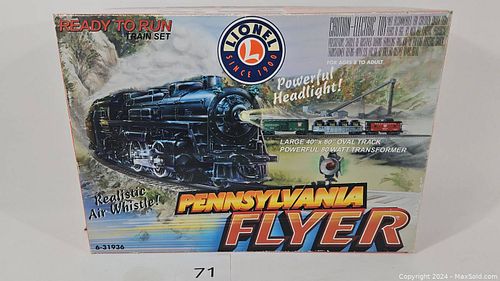 READY TO RUN
TRAIN SET
LIONEL
L
SINCE 1900
CAUTION-ELECTRIC TOY
FOR AGES 8 TO ADULT
Powerful
Headlight!
LARGE 40" x 60" OVAL TRACK
POWERFUL 80 WATT TRANSFORMER
Realistic
Air Whistle!
PENNSYLVANIA
FLYER
6-31936
71
Copyright 2024 - MaxSold.com